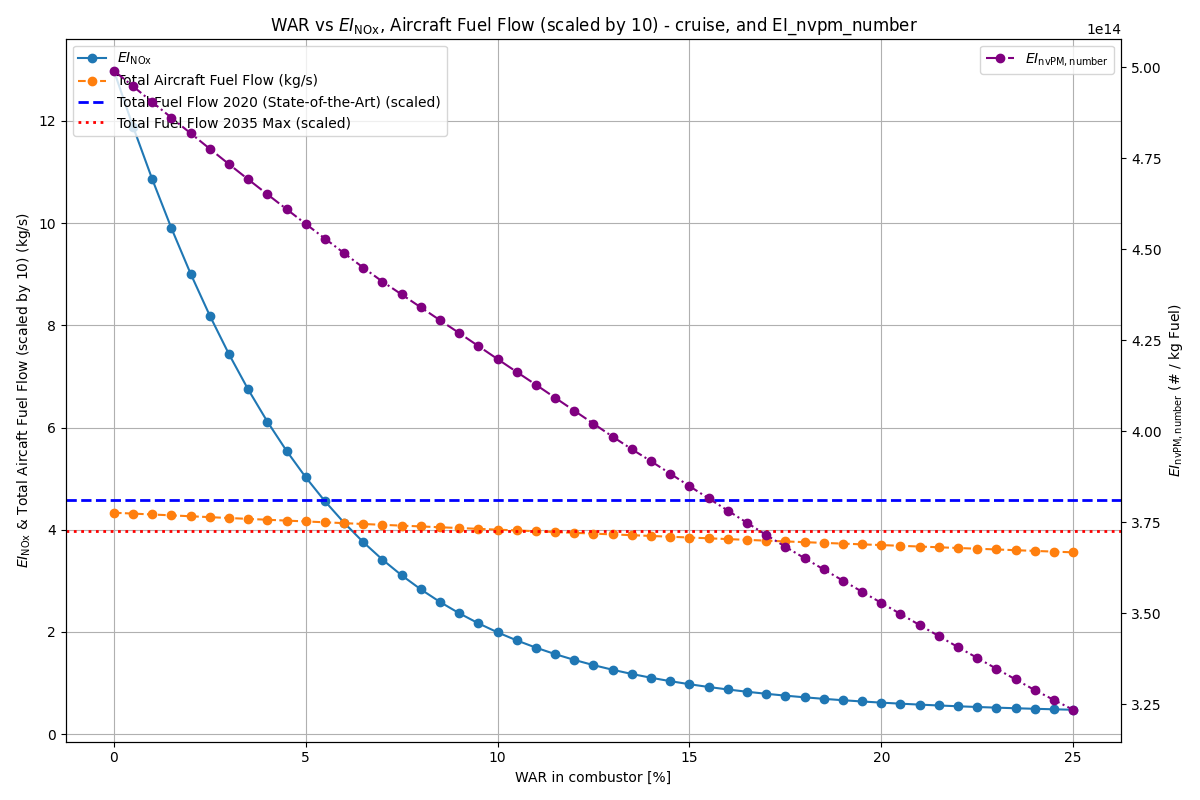 WAR vs EI_NOx, Aircraft Fuel Flow (scaled by 10) - cruise, and EI_nvpm_number
1e14
EI_NOx
Total Aircraft Fuel Flow (kg/s)
Total Fuel Flow 2020 (State-of-the-Art) (scaled)
Total Fuel Flow 2035 Max (scaled)
EI_nvPM, number
12
10
8
6
4
2
0
5.00
4.75
4.50
4.25
4.00
3.75
3.50
3.25
EI_NOx & Total Aircaft Fuel Flow (scaled by 10) (kg/s)
EI_nvPM, number (# / kg Fuel)
0 5 10 15 20 25
WAR in combustor [%]